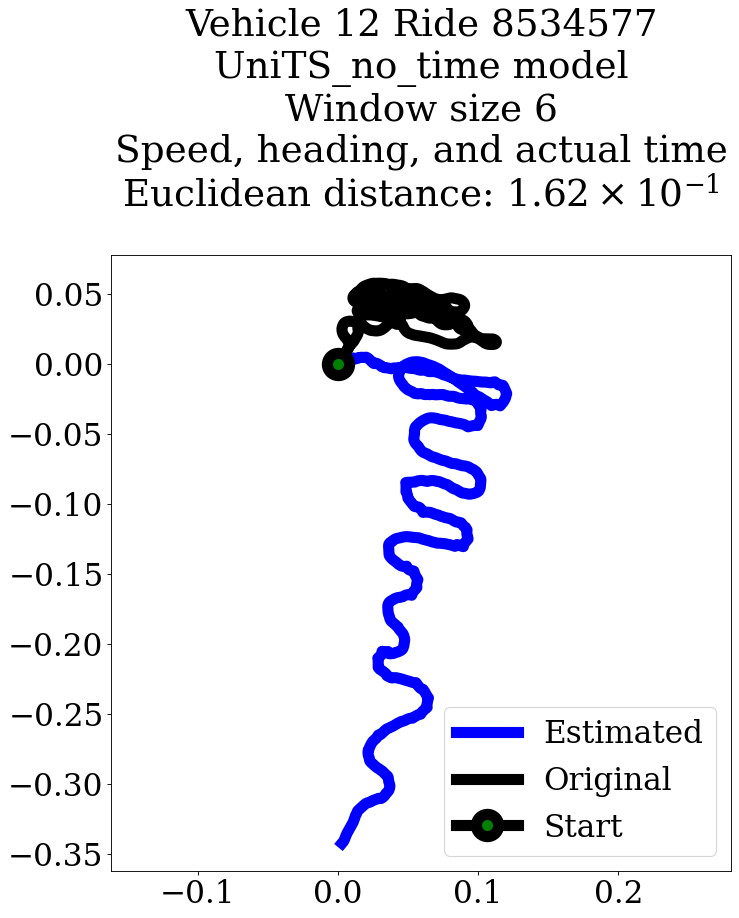 Vehicle 12 Ride 8534577
UniTS_no_time model
Window size 6
Speed, heading, and actual time
Euclidean distance: 1.62 × 10⁻¹
0.05
0.00
−0.05
−0.10
−0.15
−0.20
−0.25
−0.30
−0.35
Estimated
Original
Start
−0.1
0.0
0.1
0.2